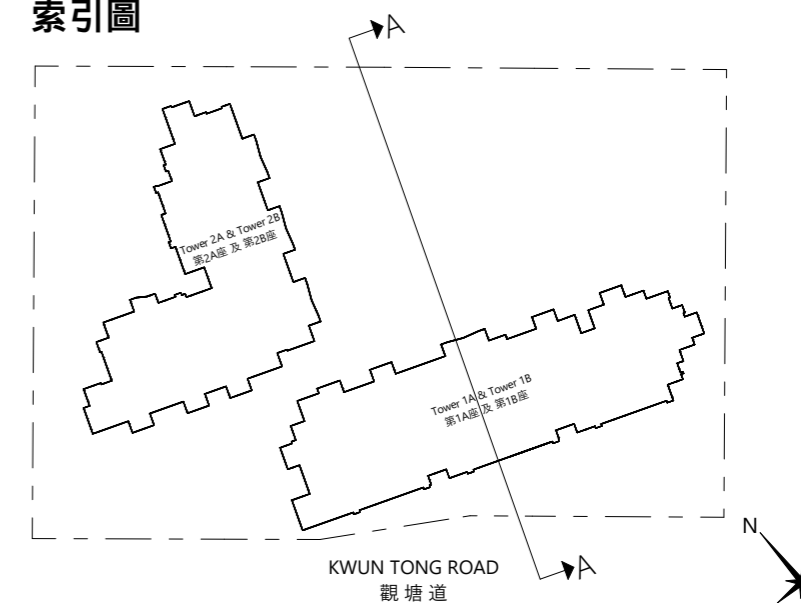 索引圖
A
Tower 2A & Tower 2B
第2A座 及 第2B座
Tower 1A & Tower 1B
第1A座 及 第1B座
N
KWUN TONG ROAD
觀塘道
A